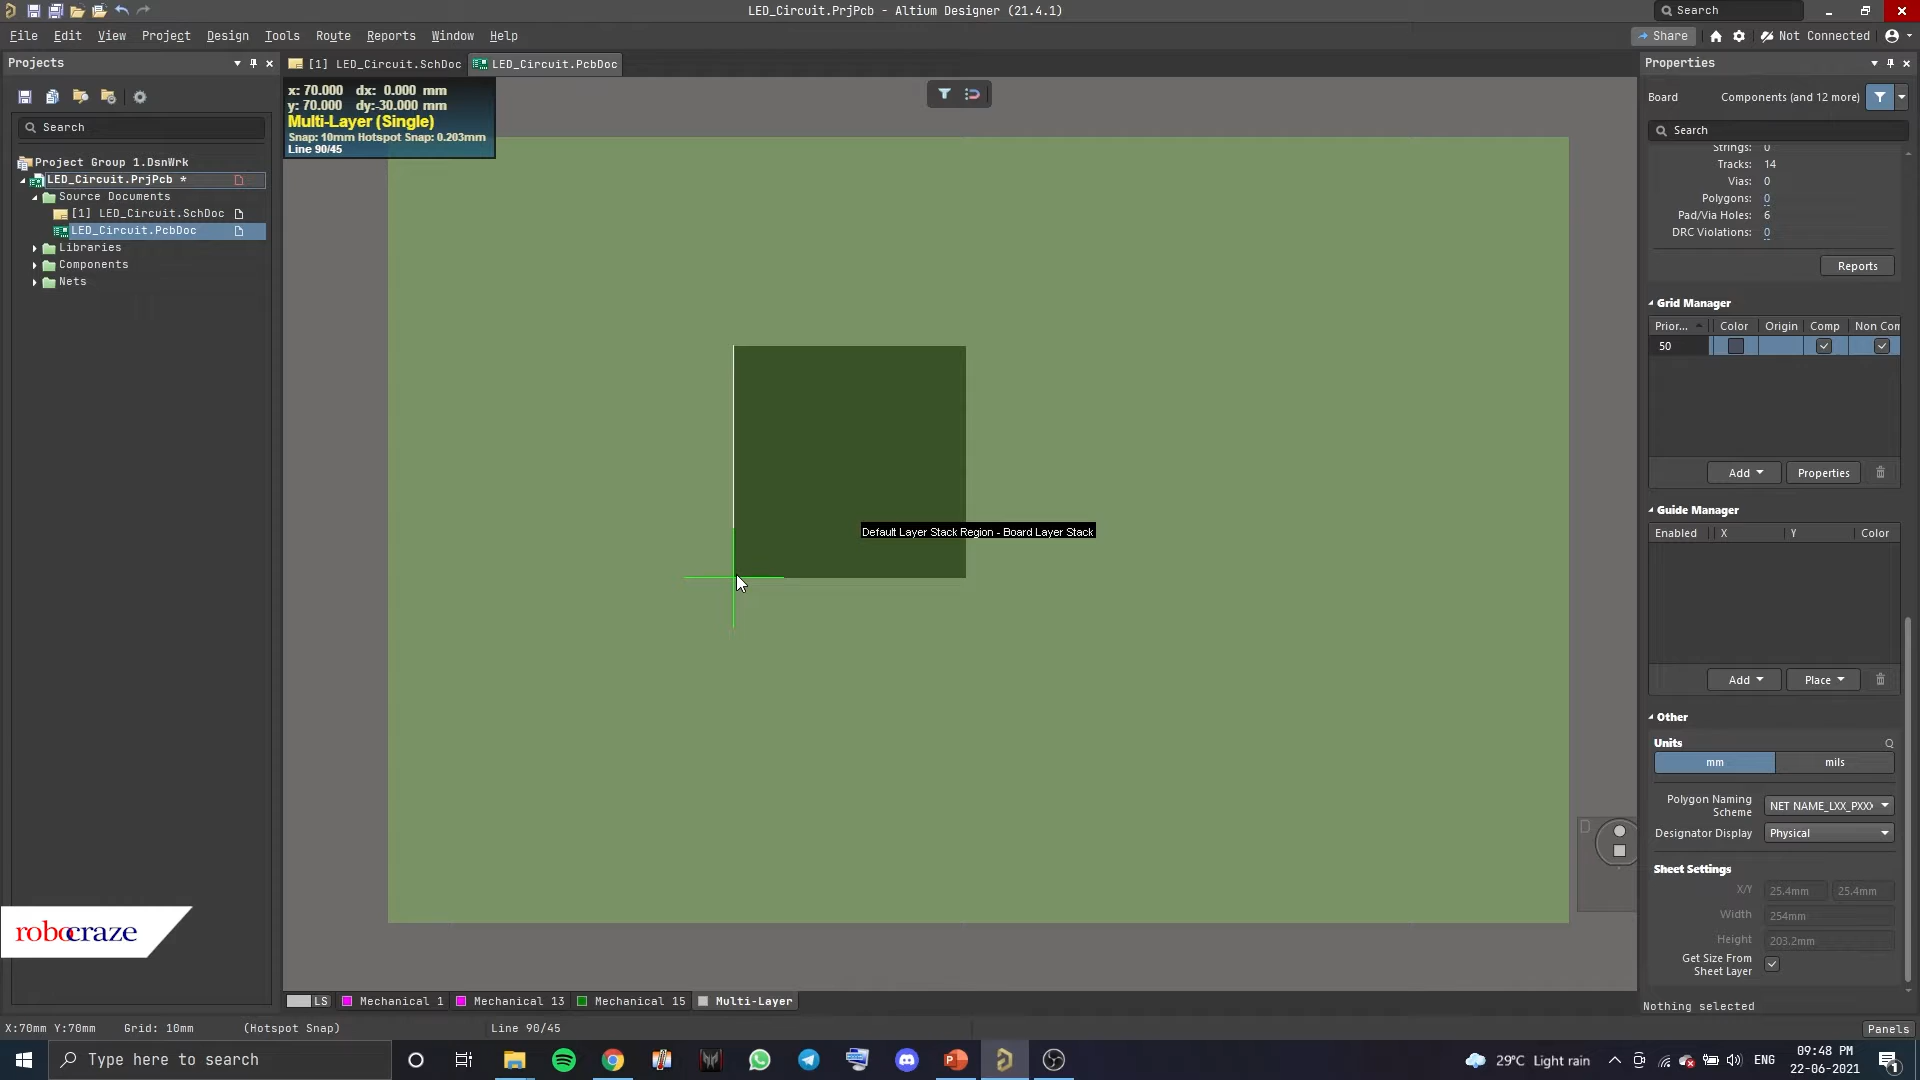 LED_Circuit.PrjPcb - Altium Designer (21.4.1)
Search
File Edit View Project Design Tools Route Reports Window Help
Share
Not Connected
Projects
[1] LED_Circuit.SchDoc
LED_Circuit.PcbDoc
Properties
x: 70.000 dx: 0.000 mm
y: 70.000 dy:-30.000 mm
Multi-Layer (Single)
Snap: 10mm Hotspot Snap: 0.203mm
Line 90/45
Search
Project Group 1.DsnWrk
LED_Circuit.PrjPcb *
Source Documents
[1] LED_Circuit.SchDoc
LED_Circuit.PcbDoc
Libraries
Components
Nets
Default Layer Stack Region - Board Layer Stack
Board Components (and 12 more)
Search
Strings: 0
Tracks: 14
Vias: 0
Polygons: 0
Pad/Via Holes: 6
DRC Violations: 0
Reports
Grid Manager
Prior... Color Origin Comp Non Com
50
Add Properties
Guide Manager
Enabled X Y Color
Add Place
Other
Units
mm mils
Polygon Naming
Scheme
NET NAME_LXX_PXXX
Designator Display Physical
Sheet Settings
X/Y 25.4mm 25.4mm
Width 254mm
Height 203.2mm
Get Size From
Sheet Layer
Nothing selected
robocraze
LS Mechanical 1 Mechanical 13 Mechanical 15 Multi-Layer
X:70mm Y:70mm Grid: 10mm (Hotspot Snap) Line 90/45
Panels
Type here to search
29°C Light rain
ENG
09:48 PM
22-06-2021
1